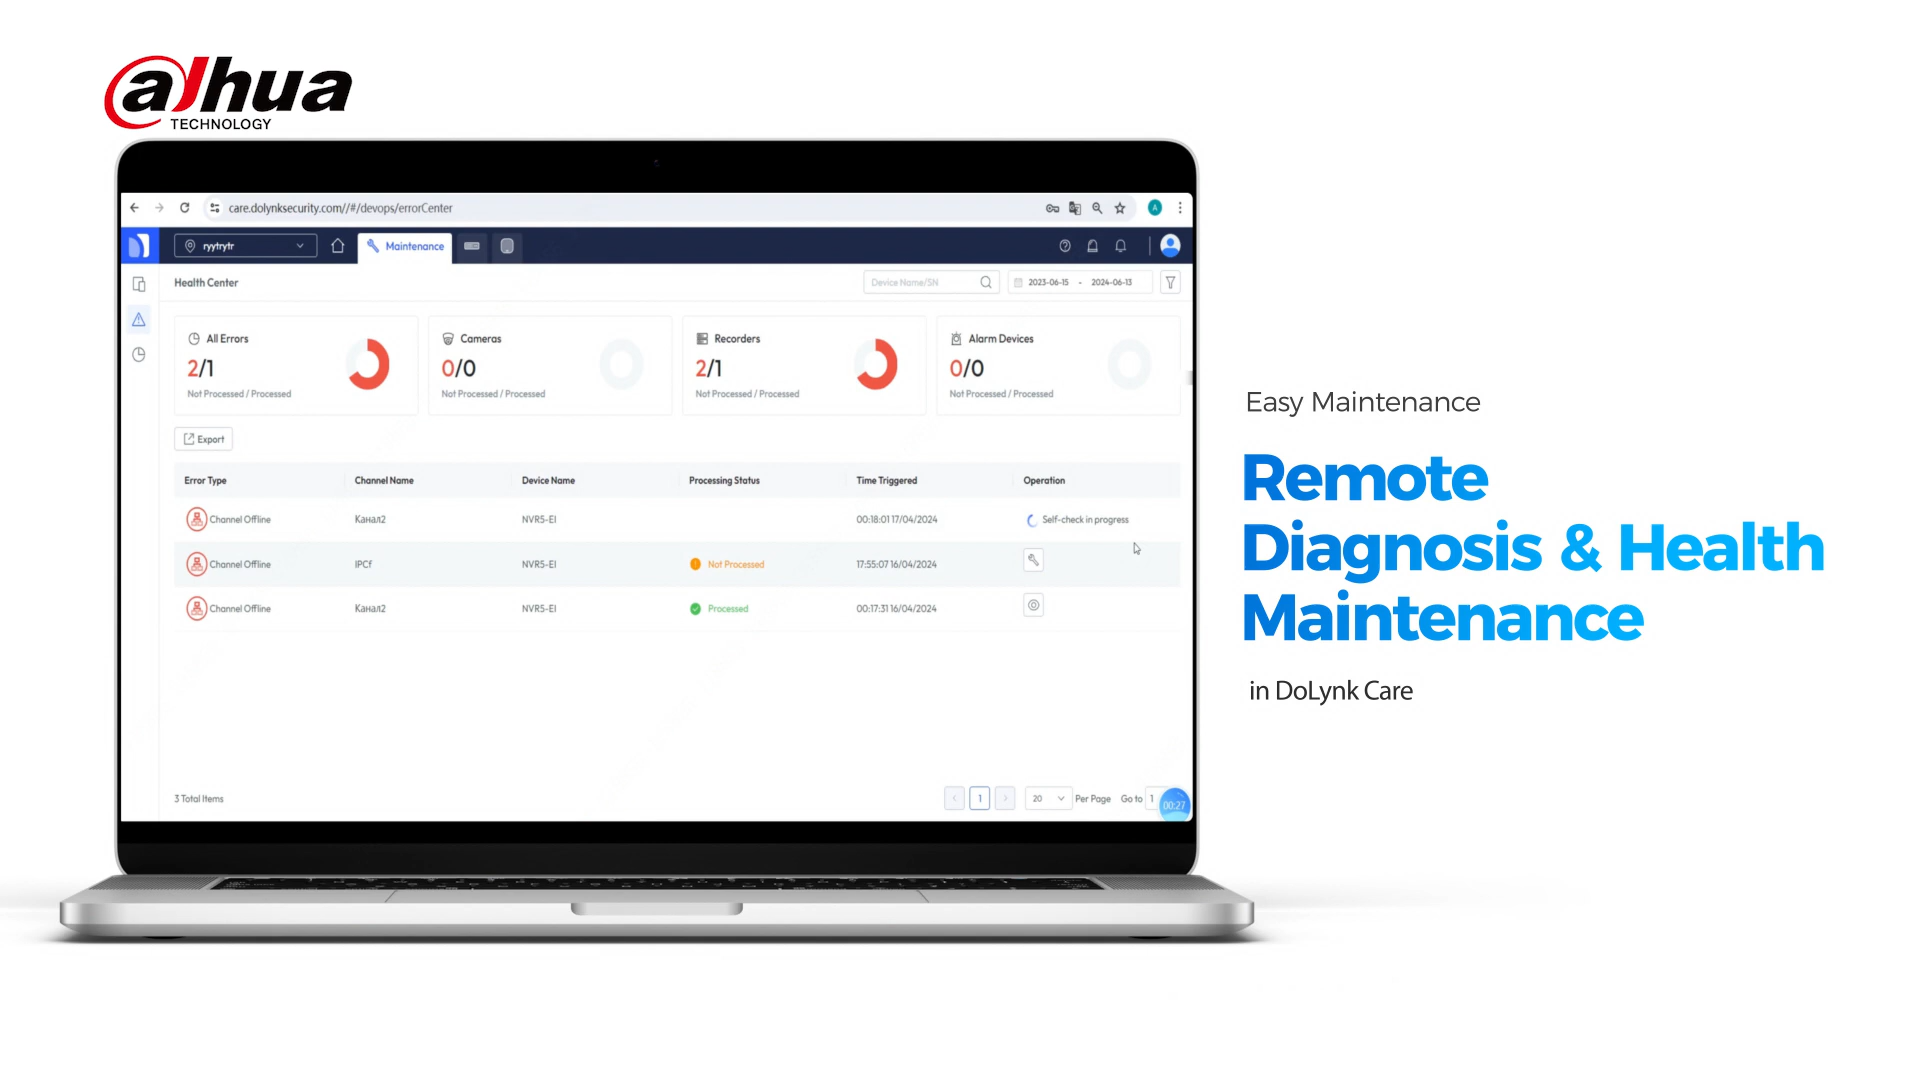 alhua
TECHNOLOGY
care.dolynksecurity.com//#/devops/errorCenter
A
ryytrytr
Maintenance
Health Center
Device Name/SN
2023-06-15 - 2024-06-13
All Errors
2/1
Not Processed / Processed
Cameras
0/0
Not Processed / Processed
Recorders
2/1
Not Processed / Processed
Alarm Devices
0/0
Not Processed / Processed
Export
Error Type Channel Name Device Name Processing Status Time Triggered Operation
Channel Offline Канал2 NVR5-EI 00:18:01 17/04/2024 Self-check in progress
Channel Offline IPCf NVR5-EI Not Processed 17:55:07 16/04/2024
Channel Offline Канал2 NVR5-EI Processed 00:17:31 16/04/2024
3 Total Items
1 20 Per Page Go to 1
00:27
Easy Maintenance
Remote
Diagnosis & Health
Maintenance
in DoLynk Care